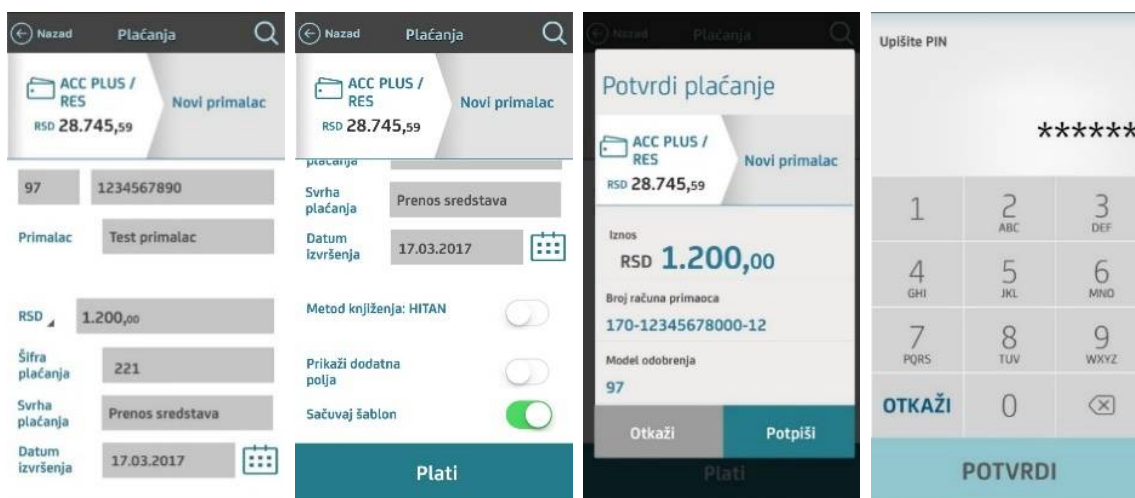 Nazad Plaćanja
ACC PLUS /
RES
Novi primalac
RSD 28.745,59
97 1234567890
Primalac Test primalac
RSD 1.200,00
Šifra
plaćanja
221
Svrha
plaćanja
Prenos sredstava
Datum
izvršenja
17.03.2017
Nazad Plaćanja
ACC PLUS /
RES
Novi primalac
RSD 28.745,59
plaćanja
Svrha
plaćanja
Prenos sredstava
Datum
izvršenja
17.03.2017
Metod knjiženja: HITAN
Prikaži dodatna
polja
Sačuvaj šablon
Plati
Nazad Plaćanja
Potvrdi plaćanje
ACC PLUS /
RES
Novi primalac
RSD 28.745,59
Iznos
RSD 1.200,00
Broj računa primaoca
170-12345678000-12
Model odobrenja
97
Otkaži Potpiši
Plati
Upišite PIN
******
1 2 3
ABC DEF
4 5 6
GHI JKL MNO
7 8 9
PQRS TUV WXYZ
OTKAŽI 0
POTVRDI